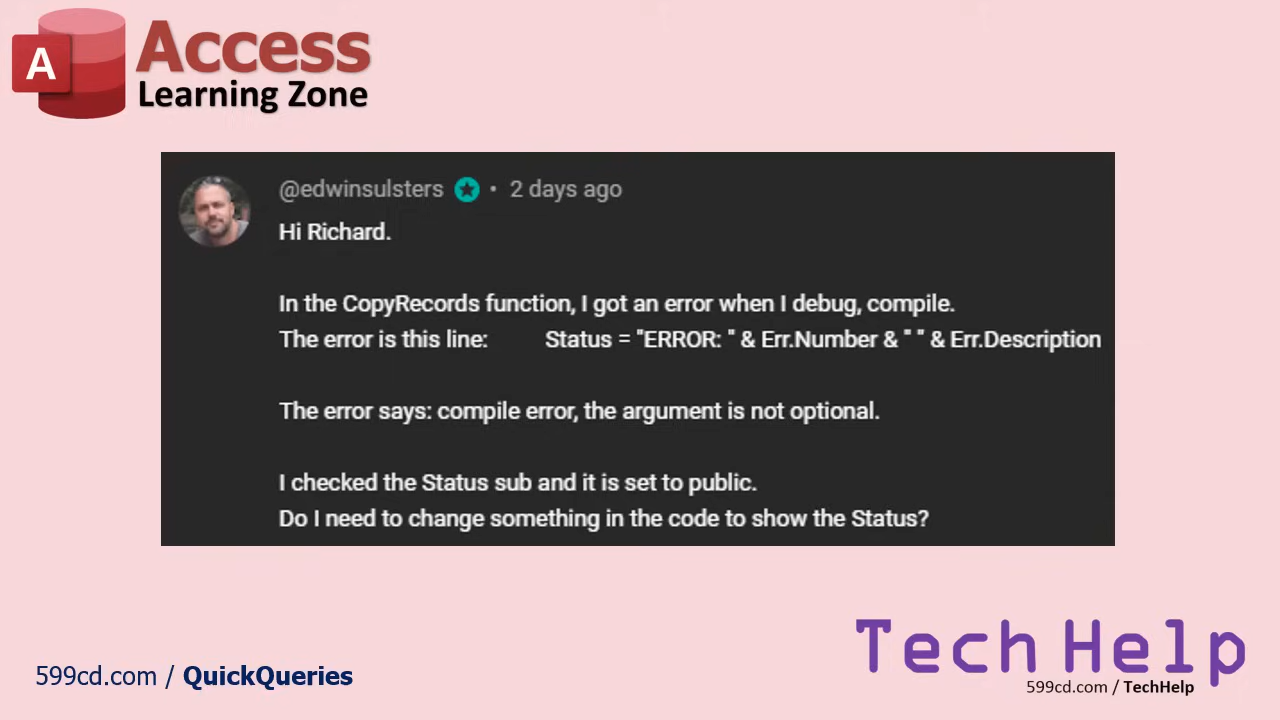 A
Access
Learning Zone
@edwinsulsters • 2 days ago
Hi Richard.
In the CopyRecords function, I got an error when I debug, compile.
The error is this line: Status = "ERROR: " & Err.Number & " " & Err.Description
The error says: compile error, the argument is not optional.
I checked the Status sub and it is set to public.
Do I need to change something in the code to show the Status?
Tech Help
599cd.com / QuickQueries
599cd.com / TechHelp